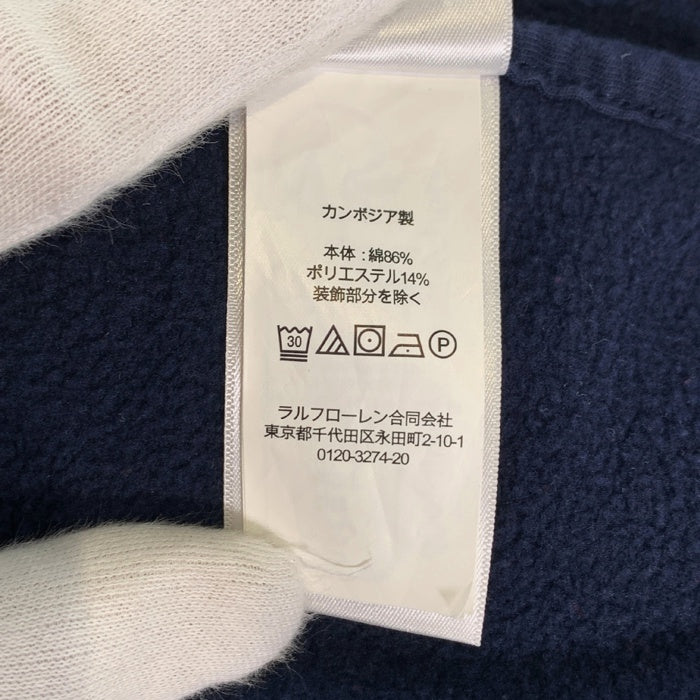 カンボジア製
本体 : 綿86%
ポリエステル14%
装飾部分を除く
30 P
ラルフローレン合同会社
東京都千代田区永田町2-10-1
0120-3274-20